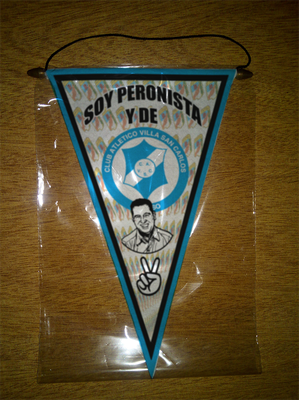 SOY PERONISTA
Y DE
CLUB ATLETICO VILLA SAN CARLOS